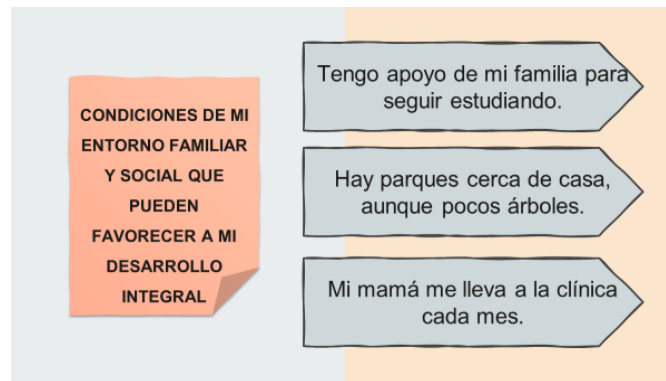 CONDICIONES DE MI
ENTORNO FAMILIAR
Y SOCIAL QUE
PUEDEN
FAVORECER A MI
DESARROLLO
INTEGRAL
Tengo apoyo de mi familia para
seguir estudiando.
Hay parques cerca de casa,
aunque pocos árboles.
Mi mamá me lleva a la clínica
cada mes.